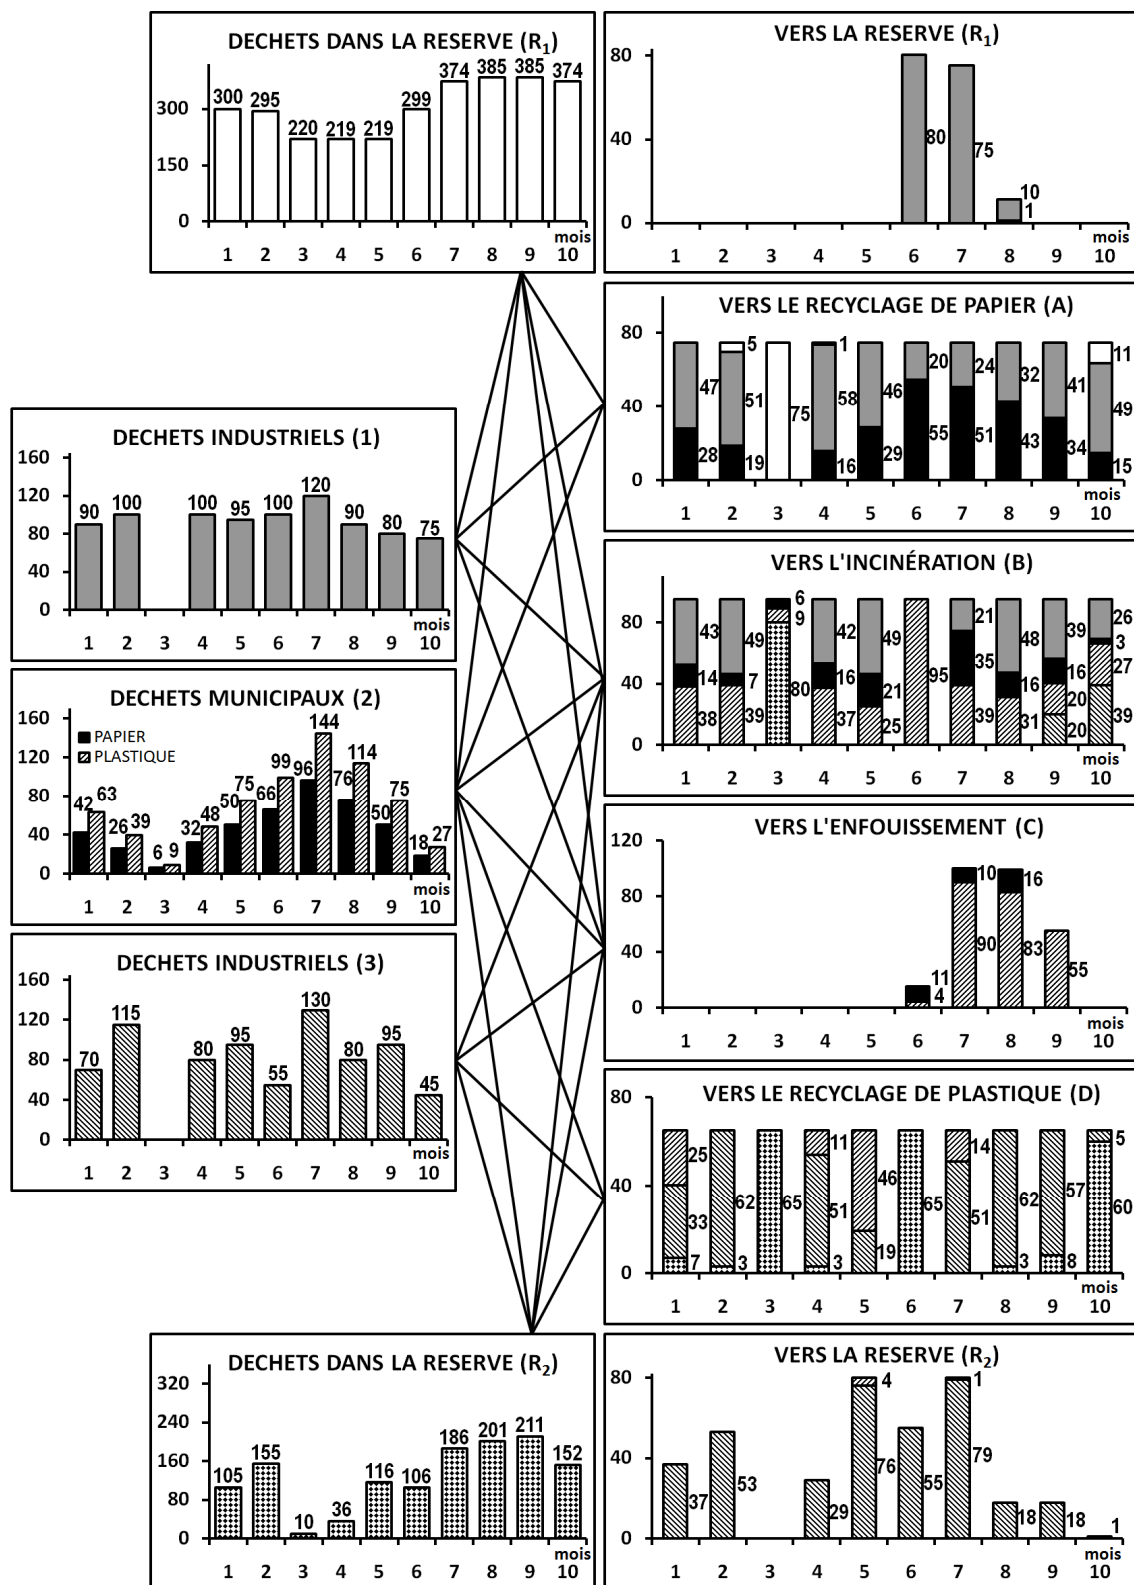 DECHETS DANS LA RESERVE (R1)
300 295 220 219 219 299 374 385 385 374
300
150
0
mois
1 2 3 4 5 6 7 8 9 10
VERS LA RESERVE (R1)
80
40
0
80 75 10
1
mois
1 2 3 4 5 6 7 8 9 10
VERS LE RECYCLAGE DE PAPIER (A)
80
40
0
5 1 20 24 32 11
47 51 75 58 46 41 49
28 19 16 29 55 51 43 34 15
mois
1 2 3 4 5 6 7 8 9 10
DECHETS INDUSTRIELS (1)
160
120
80
40
0
90 100 100 95 100 120 90 80 75
mois
1 2 3 4 5 6 7 8 9 10
VERS L'INCINÉRATION (B)
80
40
0
43 49 6 42 49 21 48 39 26
14 7 9 16 21 35 16 16 3
38 39 80 37 25 95 39 31 20 27
20 39
mois
1 2 3 4 5 6 7 8 9 10
DECHETS MUNICIPAUX (2)
160
120
80
40
0
PAPIER
PLASTIQUE
42 63 26 39 6 9 32 48 50 75 66 99 96 144 76 114 50 75 18 27
mois
1 2 3 4 5 6 7 8 9 10
VERS L'ENFOUISSEMENT (C)
120
80
40
0
11 10 16
4 90 83 55
mois
1 2 3 4 5 6 7 8 9 10
DECHETS INDUSTRIELS (3)
160
120
80
40
0
70 115 80 95 55 130 80 95 45
mois
1 2 3 4 5 6 7 8 9 10
VERS LE RECYCLAGE DE PLASTIQUE (D)
80
40
0
25 11 46 14 5
33 62 65 51 19 65 51 62 57 60
7 3 3 3 8
mois
1 2 3 4 5 6 7 8 9 10
DECHETS DANS LA RESERVE (R2)
320
240
160
80
0
105 155 10 36 116 106 186 201 211 152
mois
1 2 3 4 5 6 7 8 9 10
VERS LA RESERVE (R2)
80
40
0
4 1
37 53 29 76 55 79 18 18 1
mois
1 2 3 4 5 6 7 8 9 10